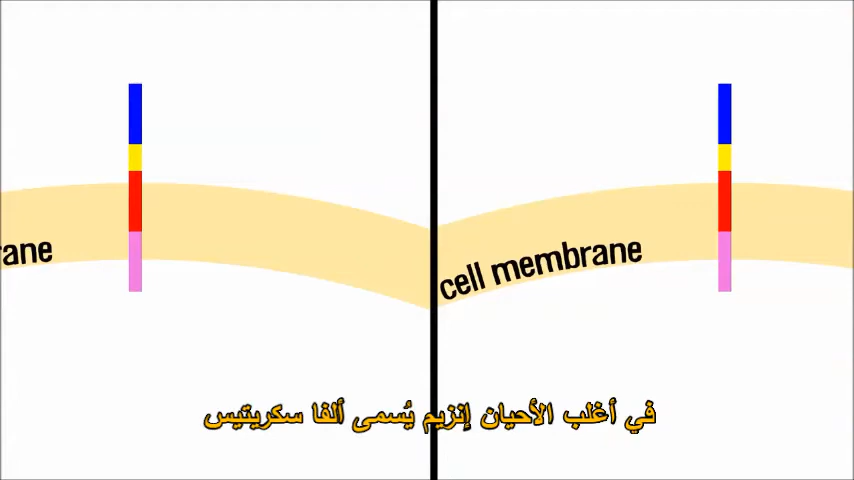 rane
cell membrane
في أغلب الأحيان إنزيم يُسمى ألفا سكريتيس